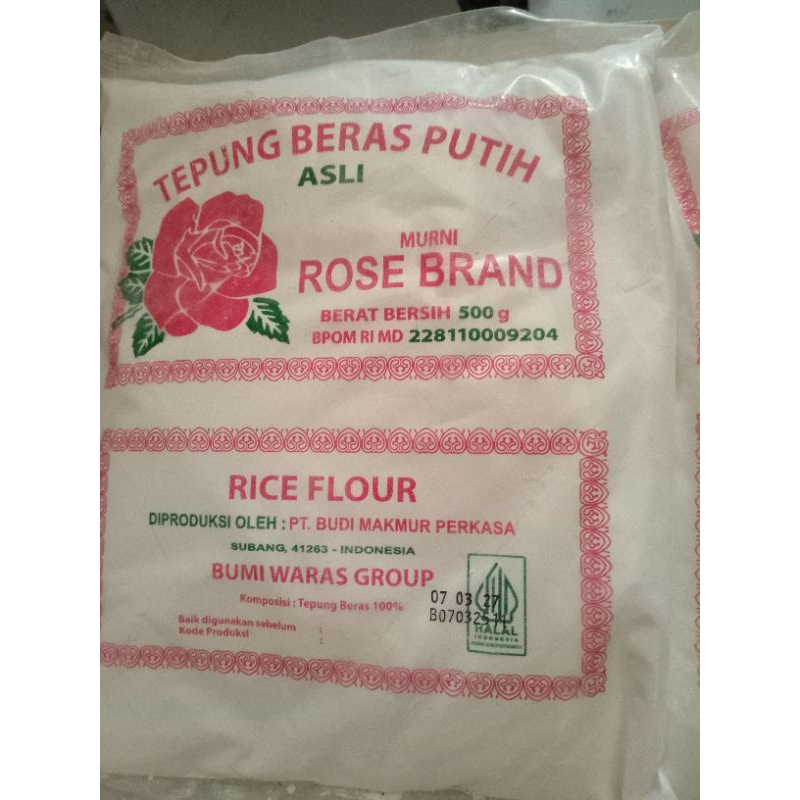 TEPUNG BERAS PUTIH
ASLI
MURNI
ROSE BRAND
BERAT BERSIH 500 g
BPOM RI MD 228110009204
RICE FLOUR
DIPRODUKSI OLEH : PT. BUDI MAKMUR PERKASA
SUBANG, 41263 - INDONESIA
BUMI WARAS GROUP
Komposisi : Tepung Beras 100%
07 03 27
Baik digunakan sebelum :
Kode Produksi :
HALAL
INDONESIA